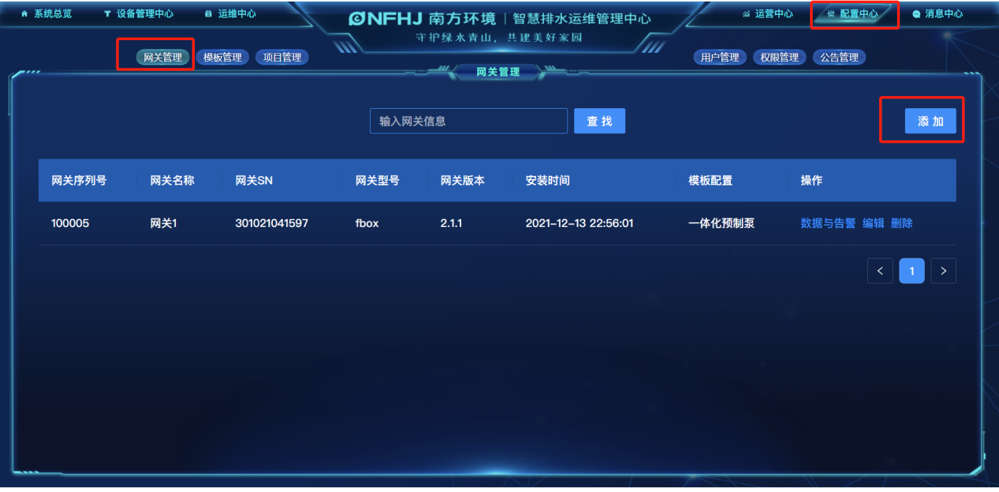 系统总览 设备管理中心 运维中心 NFHJ 南方环境 | 智慧排水运维管理中心 运营中心 配置中心 消息中心
守护绿水青山，共建美好家园
网关管理 模板管理 项目管理 用户管理 权限管理 公告管理
网关管理
输入网关信息 查 找 添 加
网关序列号 网关名称 网关SN 网关型号 网关版本 安装时间 模板配置 操作
100005 网关1 301021041597 fbox 2.1.1 2021-12-13 22:56:01 一体化预制泵 数据与告警 编辑 删除
< 1 >